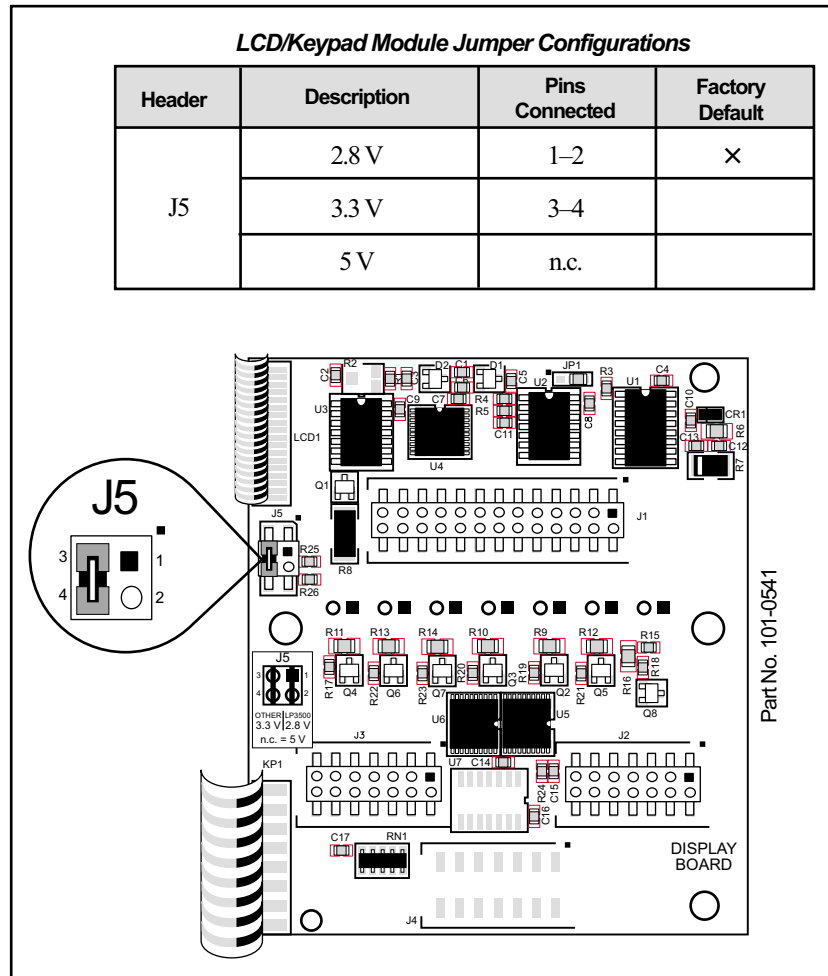 LCD/Keypad Module Jumper Configurations
Header
Description
Pins
Connected
Factory
Default
J5
2.8 V
1–2
×
3.3 V
3–4
5 V
n.c.
C2
R2
C3
D2
C1
D1
C5
U2
JP1
R3
U1
C4
U3
C9
C7
R4
R5
C11
C8
C10
CR1
R6
C13
C12
R7
LCD1
U4
Q1
J5
J1
R25
R26
R8
J5
3
1
4
2
R11
R13
R14
R10
R9
R12
R15
R17
Q4
R22
Q6
R23
Q7
R20
Q3
R19
Q2
R21
Q5
R16
R18
Q8
J5
3
1
4
2
OTHER LP3500
3.3 V 2.8 V
n.c. = 5 V
U6
U5
KP1
J3
C14
U7
R24
C15
J2
C16
C17
RN1
J4
DISPLAY
BOARD
Part No. 101-0541